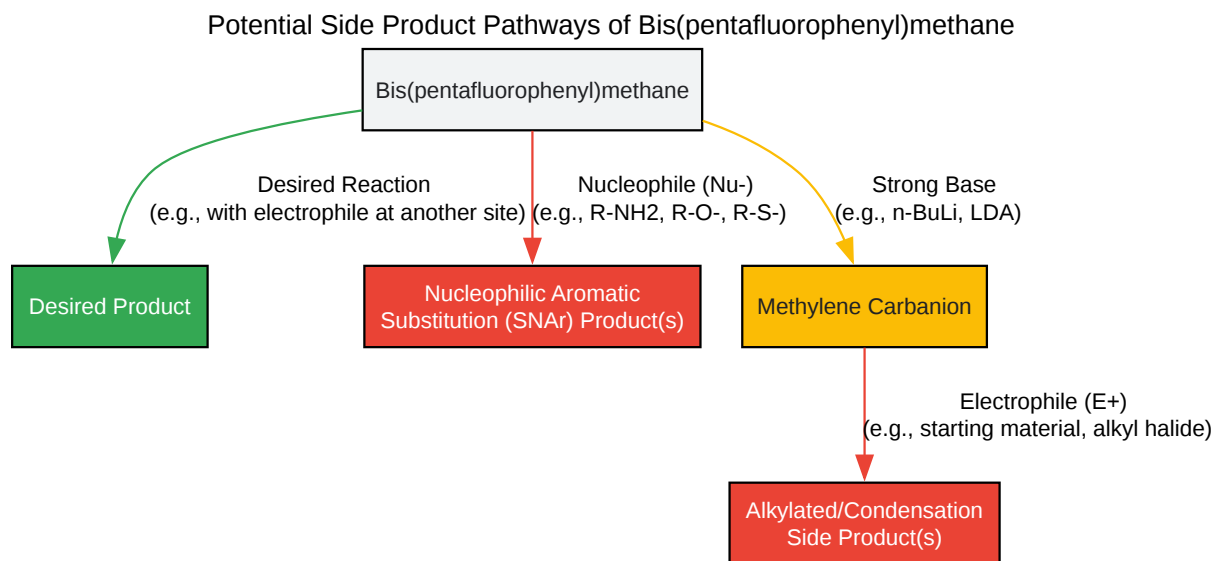 Potential Side Product Pathways of Bis(pentafluorophenyl)methane
Bis(pentafluorophenyl)methane
Desired Reaction
(e.g., with electrophile at another site)
Nucleophile (Nu-)
(e.g., R-NH2, R-O-, R-S-)
Strong Base
(e.g., n-BuLi, LDA)
Desired Product
Nucleophilic Aromatic
Substitution (SNAr) Product(s)
Methylene Carbanion
Electrophile (E+)
(e.g., starting material, alkyl halide)
Alkylated/Condensation
Side Product(s)